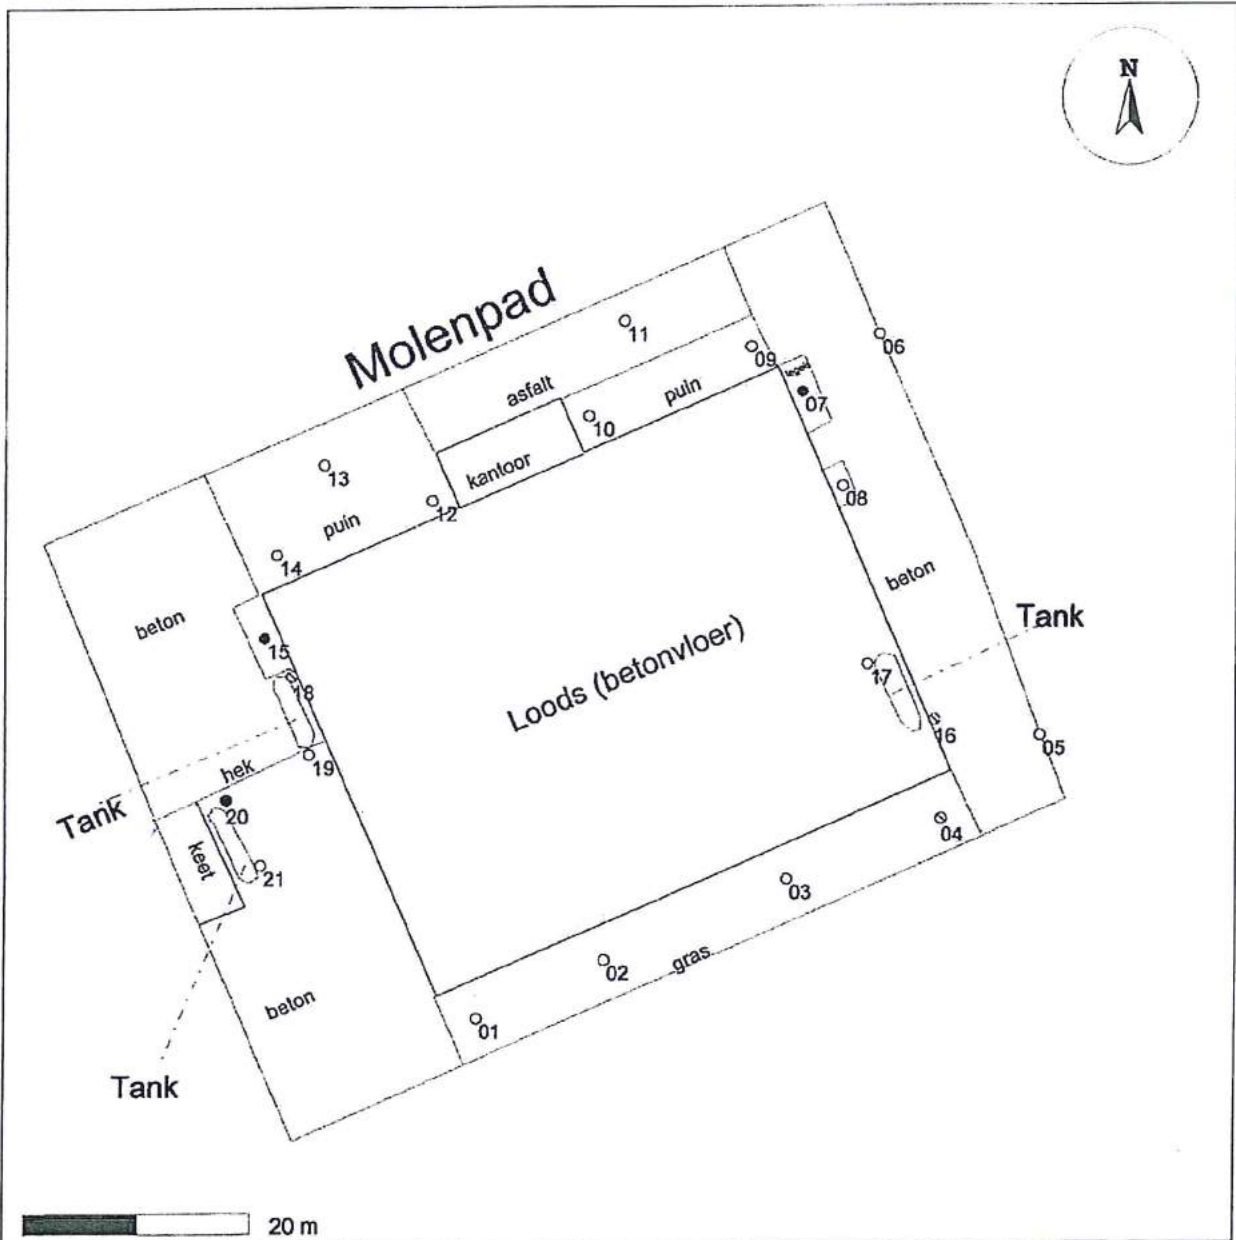 N
Molenpad
11
06
09
asfalt
puin
07
10
kantoor
13
08
12
puin
14
beton
beton
Tank
15
Loods (betonvloer)
17
18
16
05
19
hek
Tank
20
04
keet
21
03
gras
02
beton
01
Tank
20 m